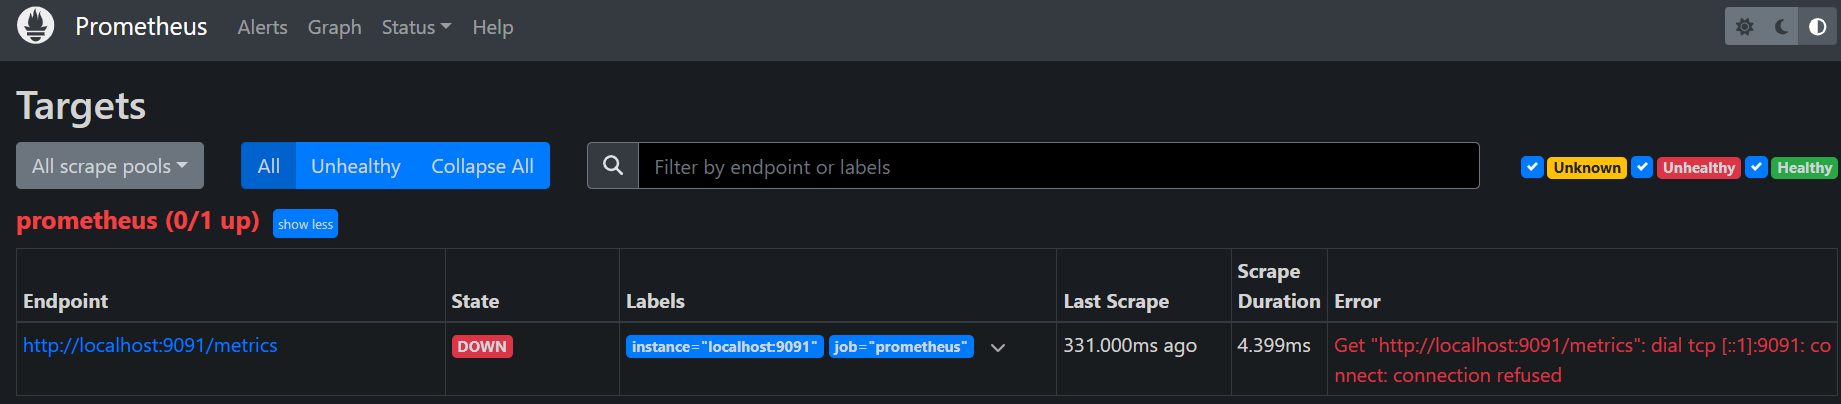 Prometheus Alerts Graph Status Help
Targets
All scrape pools All Unhealthy Collapse All Filter by endpoint or labels Unknown Unhealthy Healthy
prometheus (0/1 up) show less
Endpoint State Labels Last Scrape Scrape Duration Error
http://localhost:9091/metrics DOWN instance="localhost:9091" job="prometheus" 331.000ms ago 4.399ms Get "http://localhost:9091/metrics": dial tcp [::1]:9091: co
nnect: connection refused